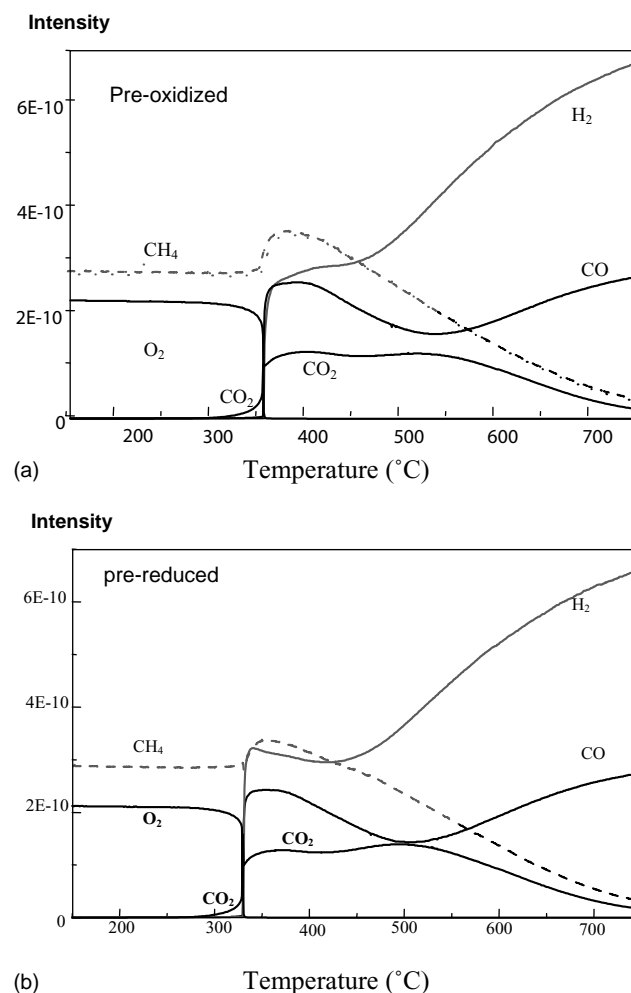 Intensity
Pre-oxidized
6E-10
H₂
4E-10
CH₄
CO
2E-10
O₂
CO₂
CO₂
0
200 300 400 500 600 700
(a) Temperature (˚C)
Intensity
pre-reduced
6E-10
H₂
4E-10
CH₄
CO
2E-10
O₂
CO₂
CO₂
0
200 300 400 500 600 700
(b) Temperature (˚C)